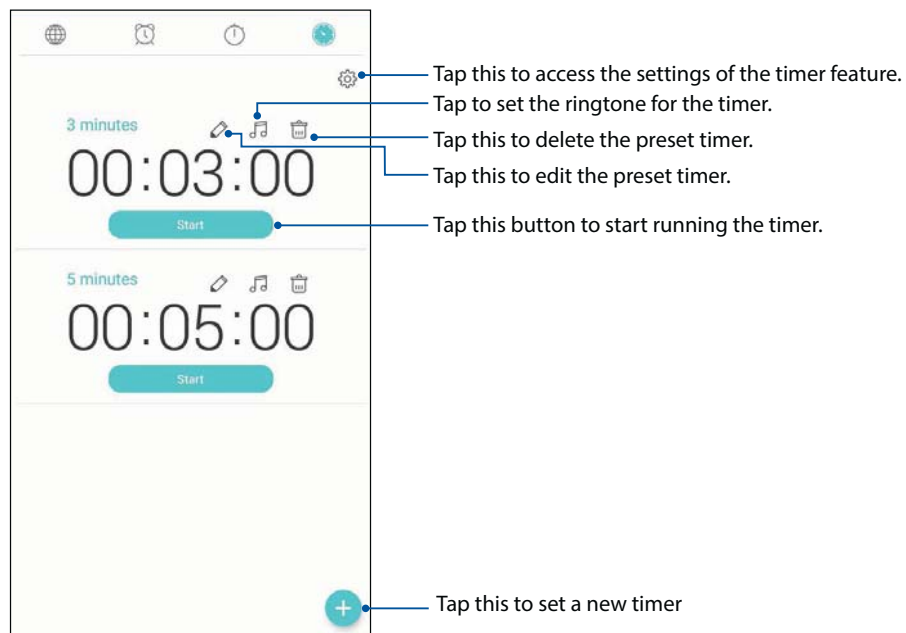 Tap this to access the settings of the timer feature.
Tap to set the ringtone for the timer.
3 minutes
Tap this to delete the preset timer.
00:03:00
Tap this to edit the preset timer.
Start
Tap this button to start running the timer.
5 minutes
00:05:00
Start
Tap this to set a new timer